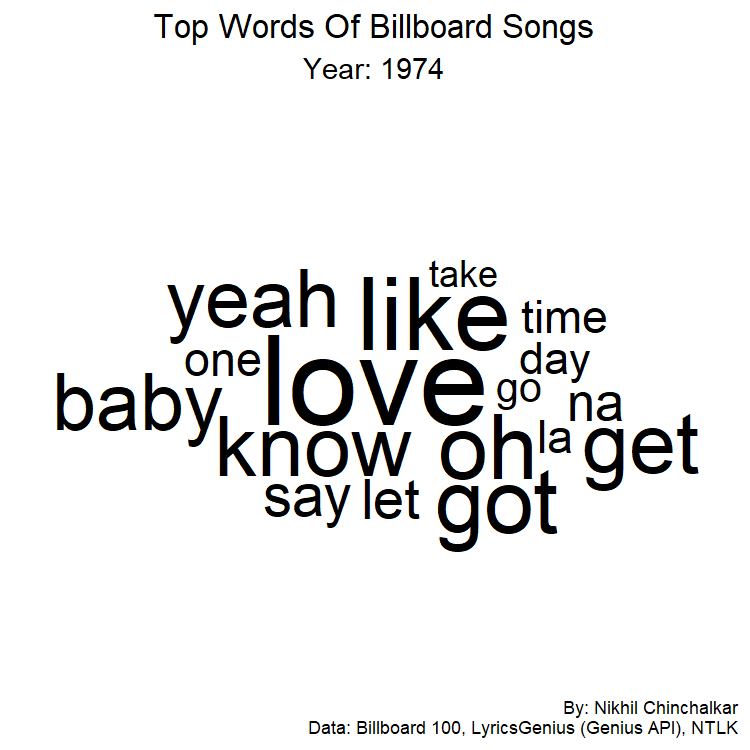 Top Words Of Billboard Songs
Year: 1974
take
yeah like time
one love day
baby go na
know oh la get
say let got
By: Nikhil Chinchalkar
Data: Billboard 100, LyricsGenius (Genius API), NTLK